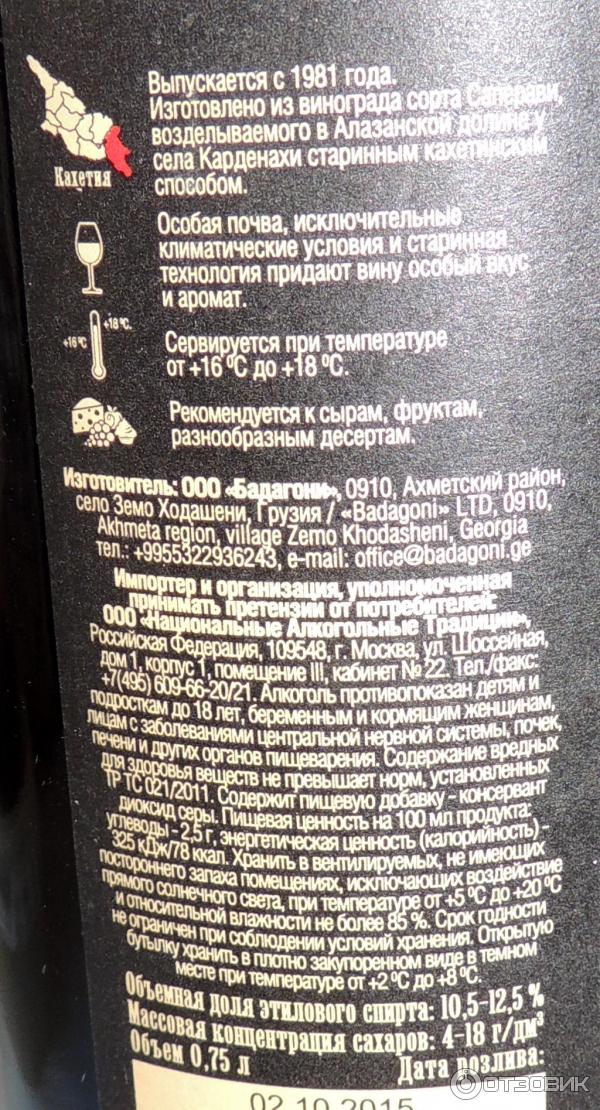 Выпускается с 1981 года.
Изготовлено из винограда сорта Саперави,
возделываемого в Алазанской долине у
села Карденахи старинным кахетинским
способом.
Кахетия
Особая почва, исключительные
климатические условия и старинная
технология придают вину особый вкус
и аромат.
+16°C +18°C.
Сервируется при температуре
от +16 °C до +18 °C.
Рекомендуется к сырам, фруктам,
разнообразным десертам.
Изготовитель: ООО «Бадагони», 0910, Ахметский район,
село Земо Ходашени, Грузия / «Badagoni» LTD, 0910,
Akhmeta region, village Zemo Khodasheni, Georgia
тел.: +9955322936243, e-mail: office@badagoni.ge
Импортер и организация, уполномоченная
принимать претензии от потребителей:
ООО «Национальные Алкогольные Традиции»,
Российская Федерация, 109548, г. Москва, ул. Шоссейная,
дом 1, корпус 1, помещение III, кабинет № 22. Тел./факс:
+7(495) 609-66-20/21. Алкоголь противопоказан детям и
подросткам до 18 лет, беременным и кормящим женщинам,
лицам с заболеваниями центральной нервной системы, почек,
печени и других органов пищеварения. Содержание вредных
для здоровья веществ не превышает норм, установленных
ТР ТС 021/2011. Содержит пищевую добавку - консервант
диоксид серы. Пищевая ценность на 100 мл продукта:
углеводы - 2,5 г, энергетическая ценность (калорийность) -
325 кДж/78 ккал. Хранить в вентилируемых, не имеющих
постороннего запаха помещениях, исключающих воздействие
прямого солнечного света, при температуре от +5 °C до +20 °C
и относительной влажности не более 85 %. Срок годности
не ограничен при соблюдении условий хранения. Открытую
бутылку хранить в плотно закупоренном виде в темном
месте при температуре от +2 °C до +8 °C.
Объемная доля этилового спирта: 10,5-12,5 %
Массовая концентрация сахаров: 4-18 г/дм³
Объем 0,75 л Дата розлива:
02.10.2015
ОТЗОВИК